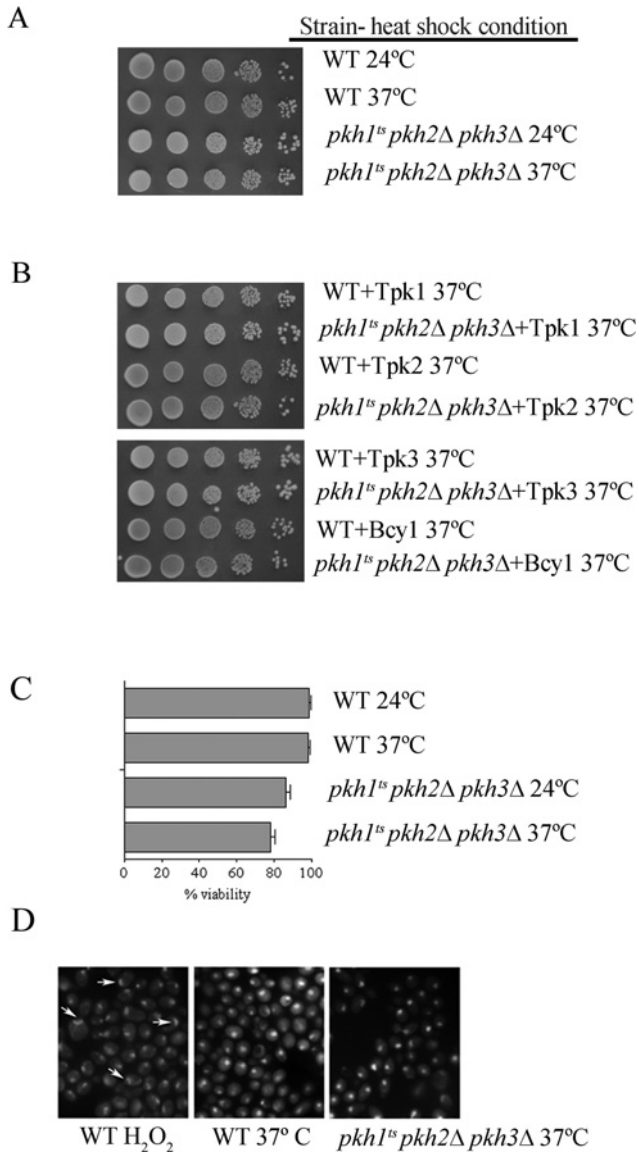 A
Strain- heat shock condition
WT 24ºC
WT 37ºC
pkh1ᵗˢ pkh2Δ pkh3Δ 24ºC
pkh1ᵗˢ pkh2Δ pkh3Δ 37ºC
B
WT+Tpk1 37ºC
pkh1ᵗˢ pkh2Δ pkh3Δ+Tpk1 37ºC
WT+Tpk2 37ºC
pkh1ᵗˢ pkh2Δ pkh3Δ+Tpk2 37ºC
WT+Tpk3 37ºC
pkh1ᵗˢ pkh2Δ pkh3Δ+Tpk3 37ºC
WT+Bcy1 37ºC
pkh1ᵗˢ pkh2Δ pkh3Δ+Bcy1 37ºC
C
WT 24ºC
WT 37ºC
pkh1ᵗˢ pkh2Δ pkh3Δ 24ºC
pkh1ᵗˢ pkh2Δ pkh3Δ 37ºC
0 20 40 60 80 100
% viability
D
WT H₂O₂ WT 37º C pkh1ᵗˢ pkh2Δ pkh3Δ 37ºC